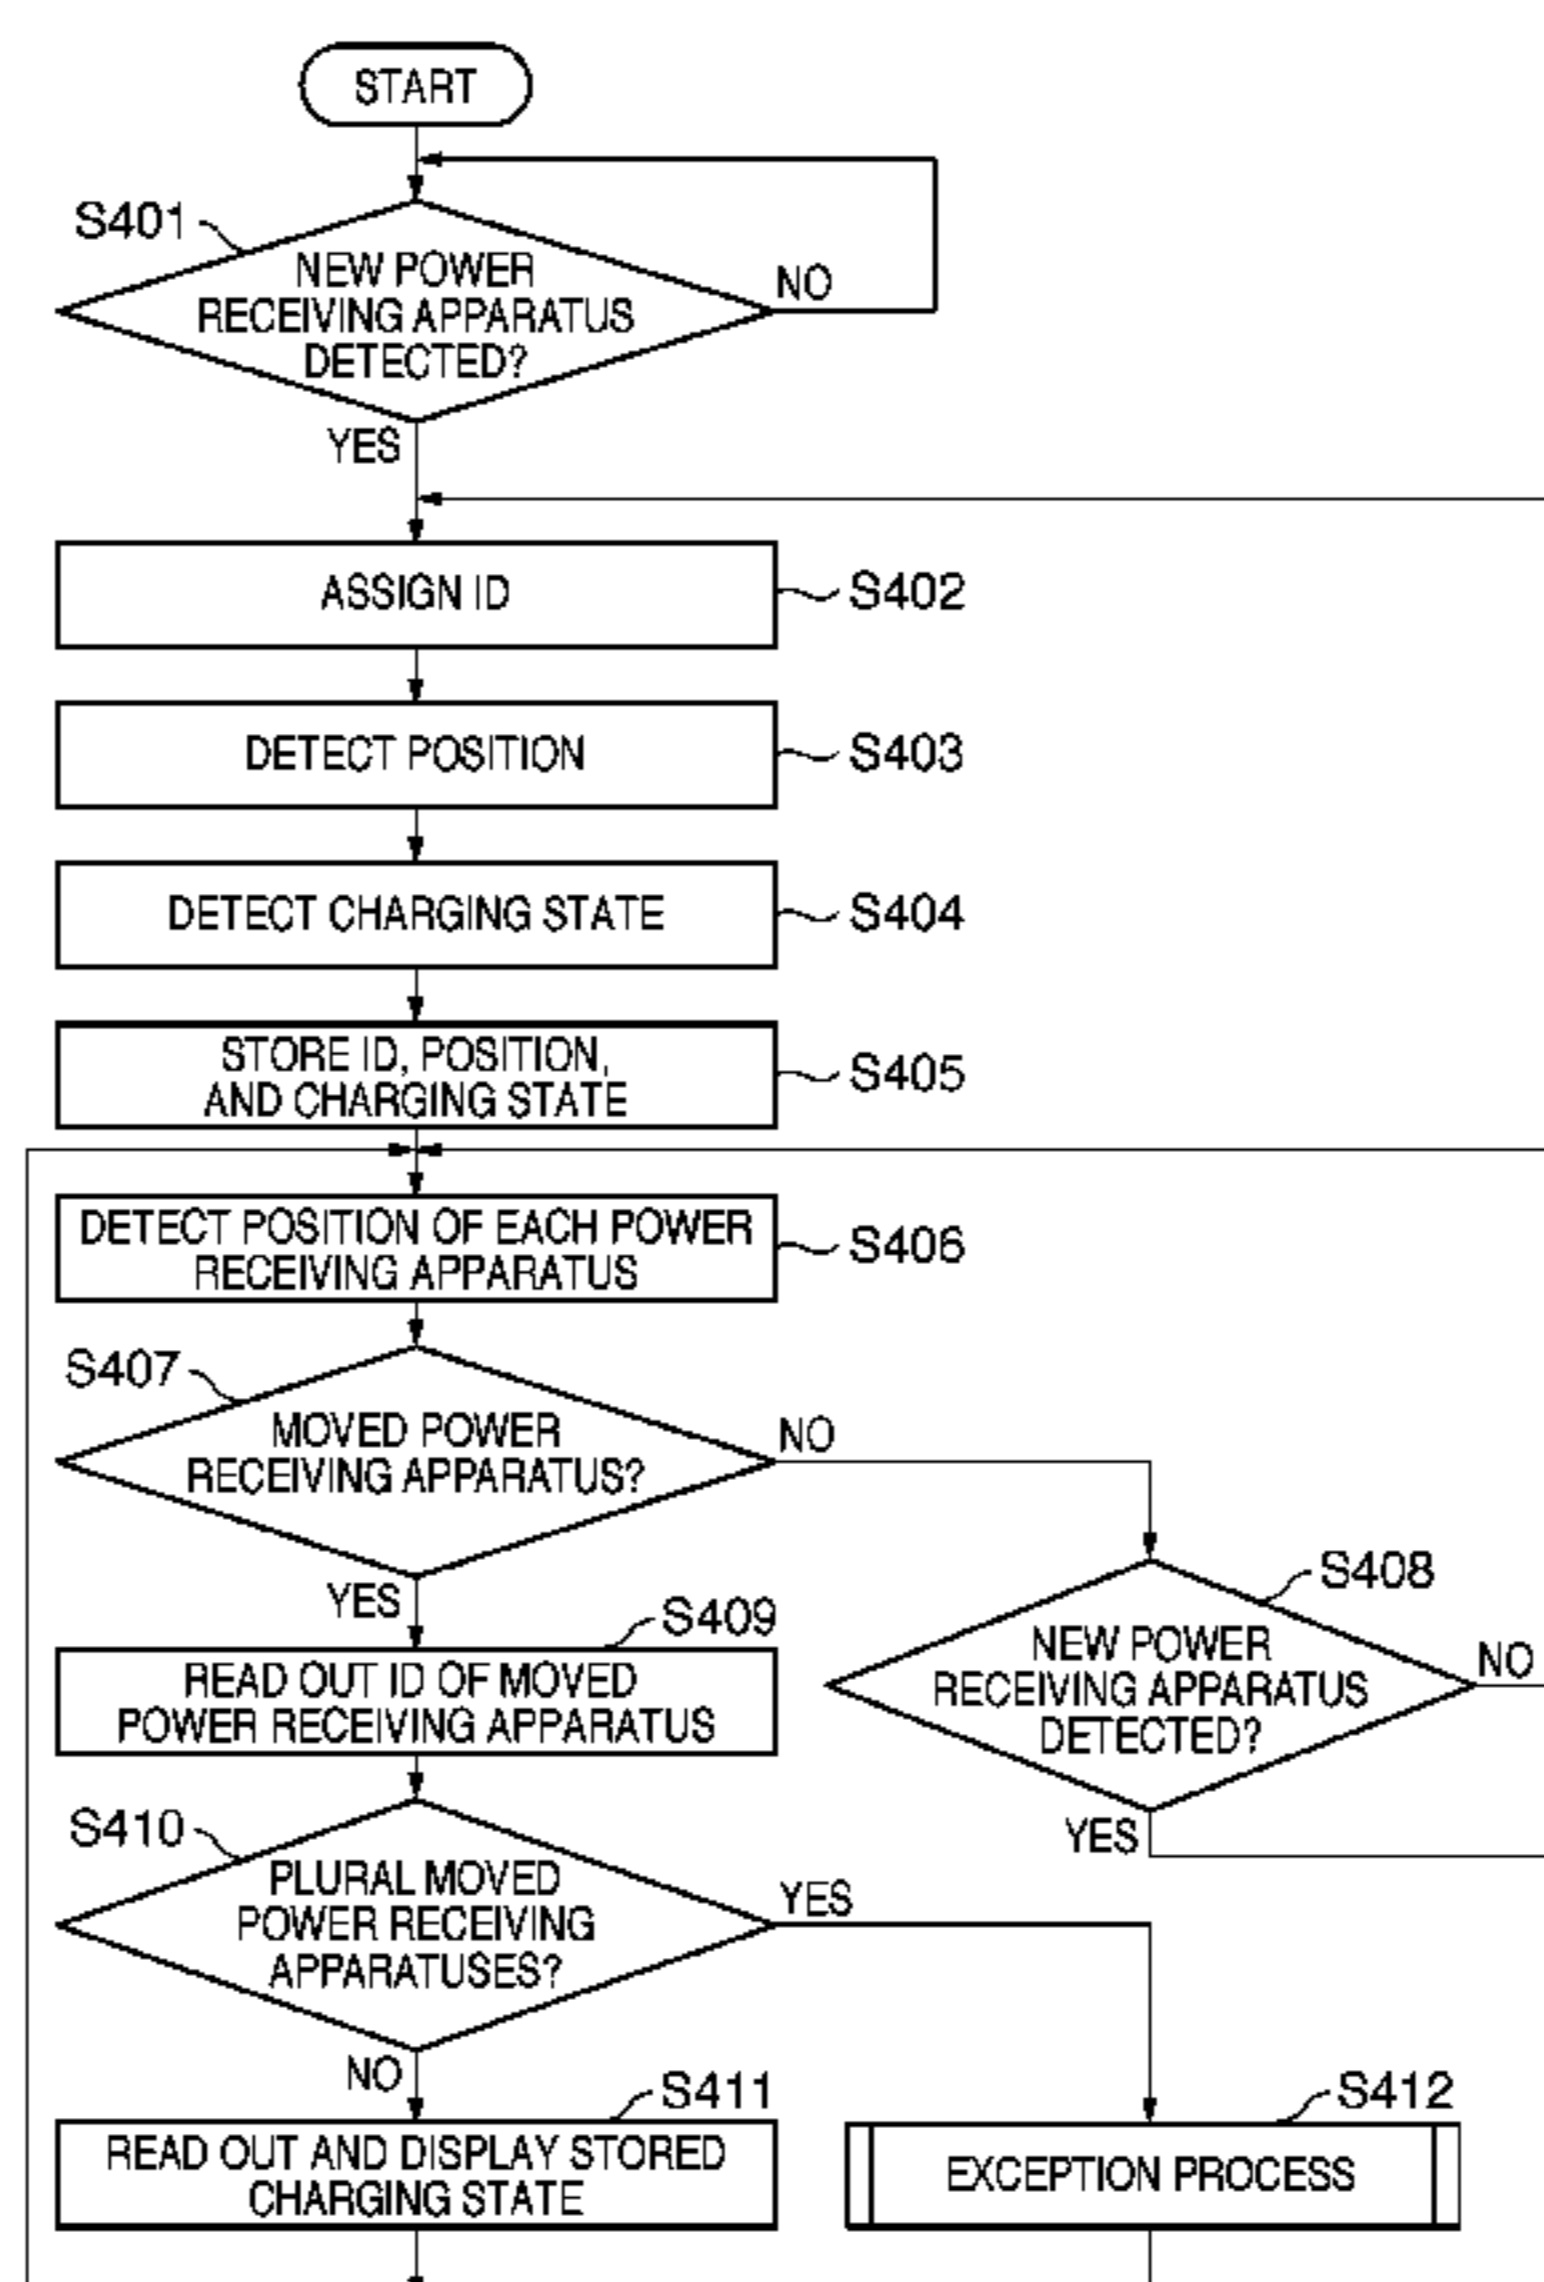 START
S401
NEW POWER
RECEIVING APPARATUS
DETECTED?
NO
YES
ASSIGN ID
S402
DETECT POSITION
S403
DETECT CHARGING STATE
S404
STORE ID, POSITION,
AND CHARGING STATE
S405
DETECT POSITION OF EACH POWER
RECEIVING APPARATUS
S406
S407
MOVED POWER
RECEIVING APPARATUS?
NO
YES
S408
NEW POWER
RECEIVING APPARATUS
DETECTED?
NO
YES
S409
READ OUT ID OF MOVED
POWER RECEIVING APPARATUS
S410
PLURAL MOVED
POWER RECEIVING
APPARATUSES?
YES
NO
S411
READ OUT AND DISPLAY STORED
CHARGING STATE
S412
EXCEPTION PROCESS